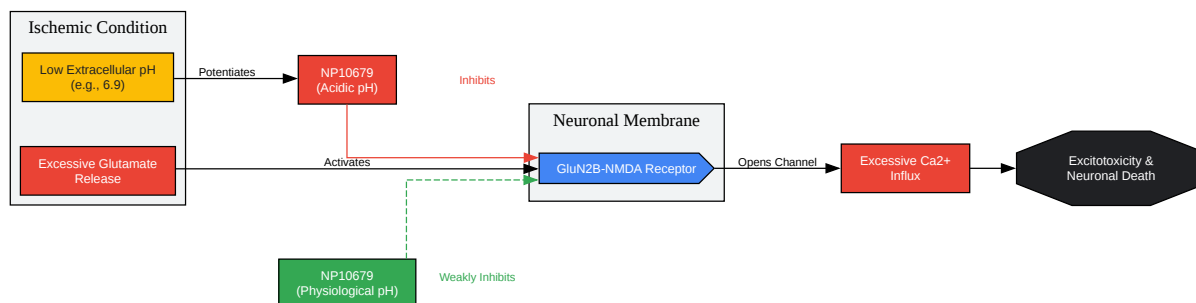 Ischemic Condition
Low Extracellular pH
(e.g., 6.9)
Potentiates
NP10679
(Acidic pH)
Inhibits
Excessive Glutamate
Release
Activates
Neuronal Membrane
GluN2B-NMDA Receptor
Opens Channel
Excessive Ca2+
Influx
Excitotoxicity &
Neuronal Death
NP10679
(Physiological pH)
Weakly Inhibits